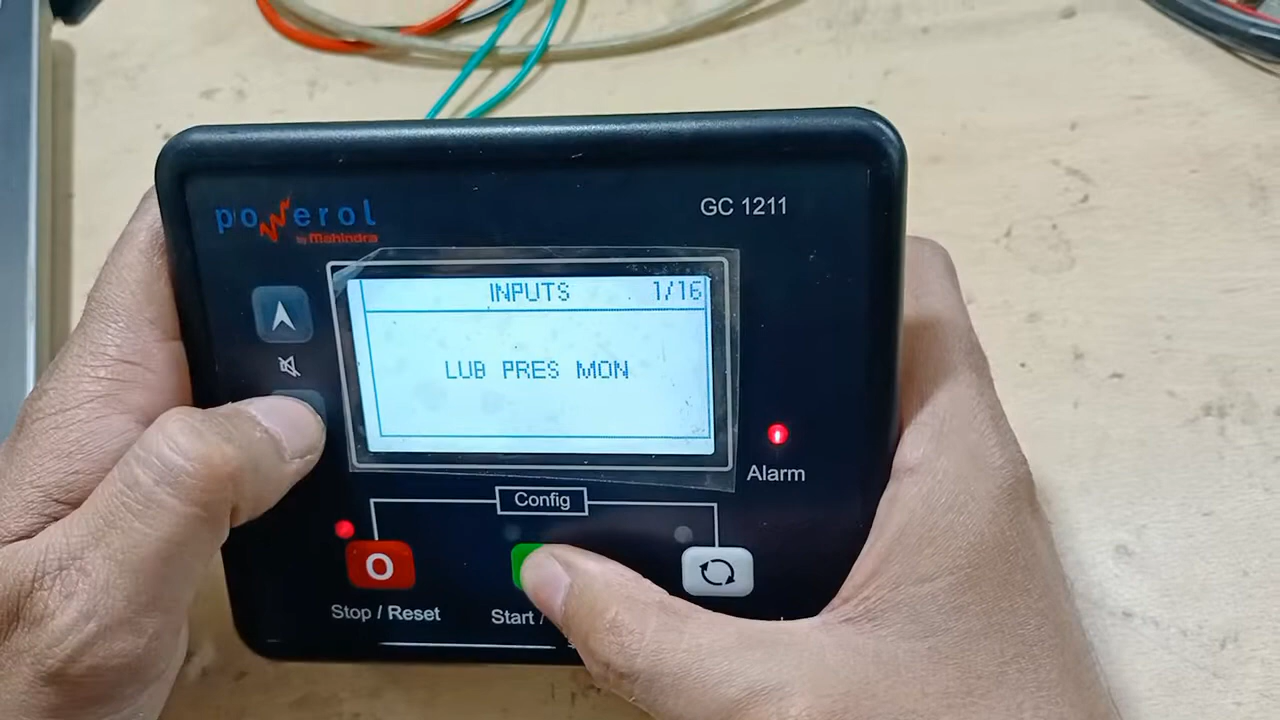 powerol
by Mahindra
GC 1211
INPUTS 1/16
LUB PRES MON
Alarm
Config
O
Stop / Reset
Start /